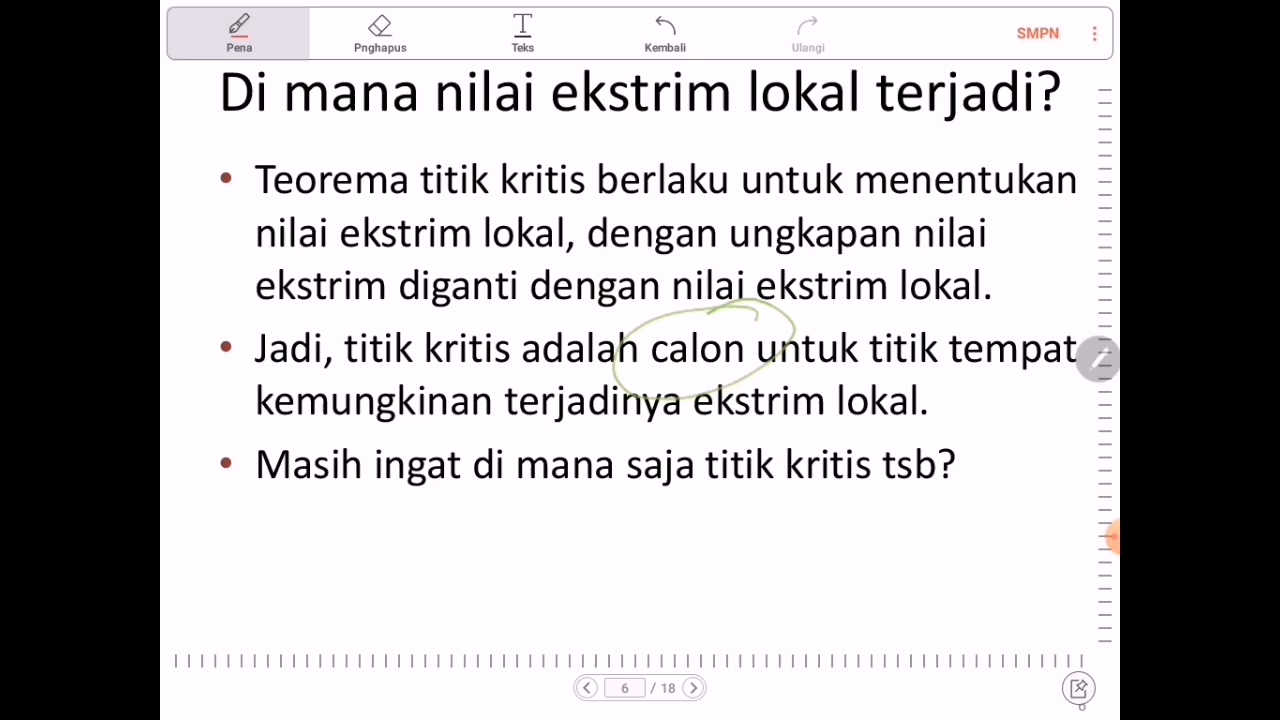 Pena
Pnghapus
Teks
Kembali
Ulangi
SMPN
Di mana nilai ekstrim lokal terjadi?
• Teorema titik kritis berlaku untuk menentukan
nilai ekstrim lokal, dengan ungkapan nilai
ekstrim diganti dengan nilai ekstrim lokal.
• Jadi, titik kritis adalah calon untuk titik tempat
kemungkinan terjadinya ekstrim lokal.
• Masih ingat di mana saja titik kritis tsb?
6 / 18